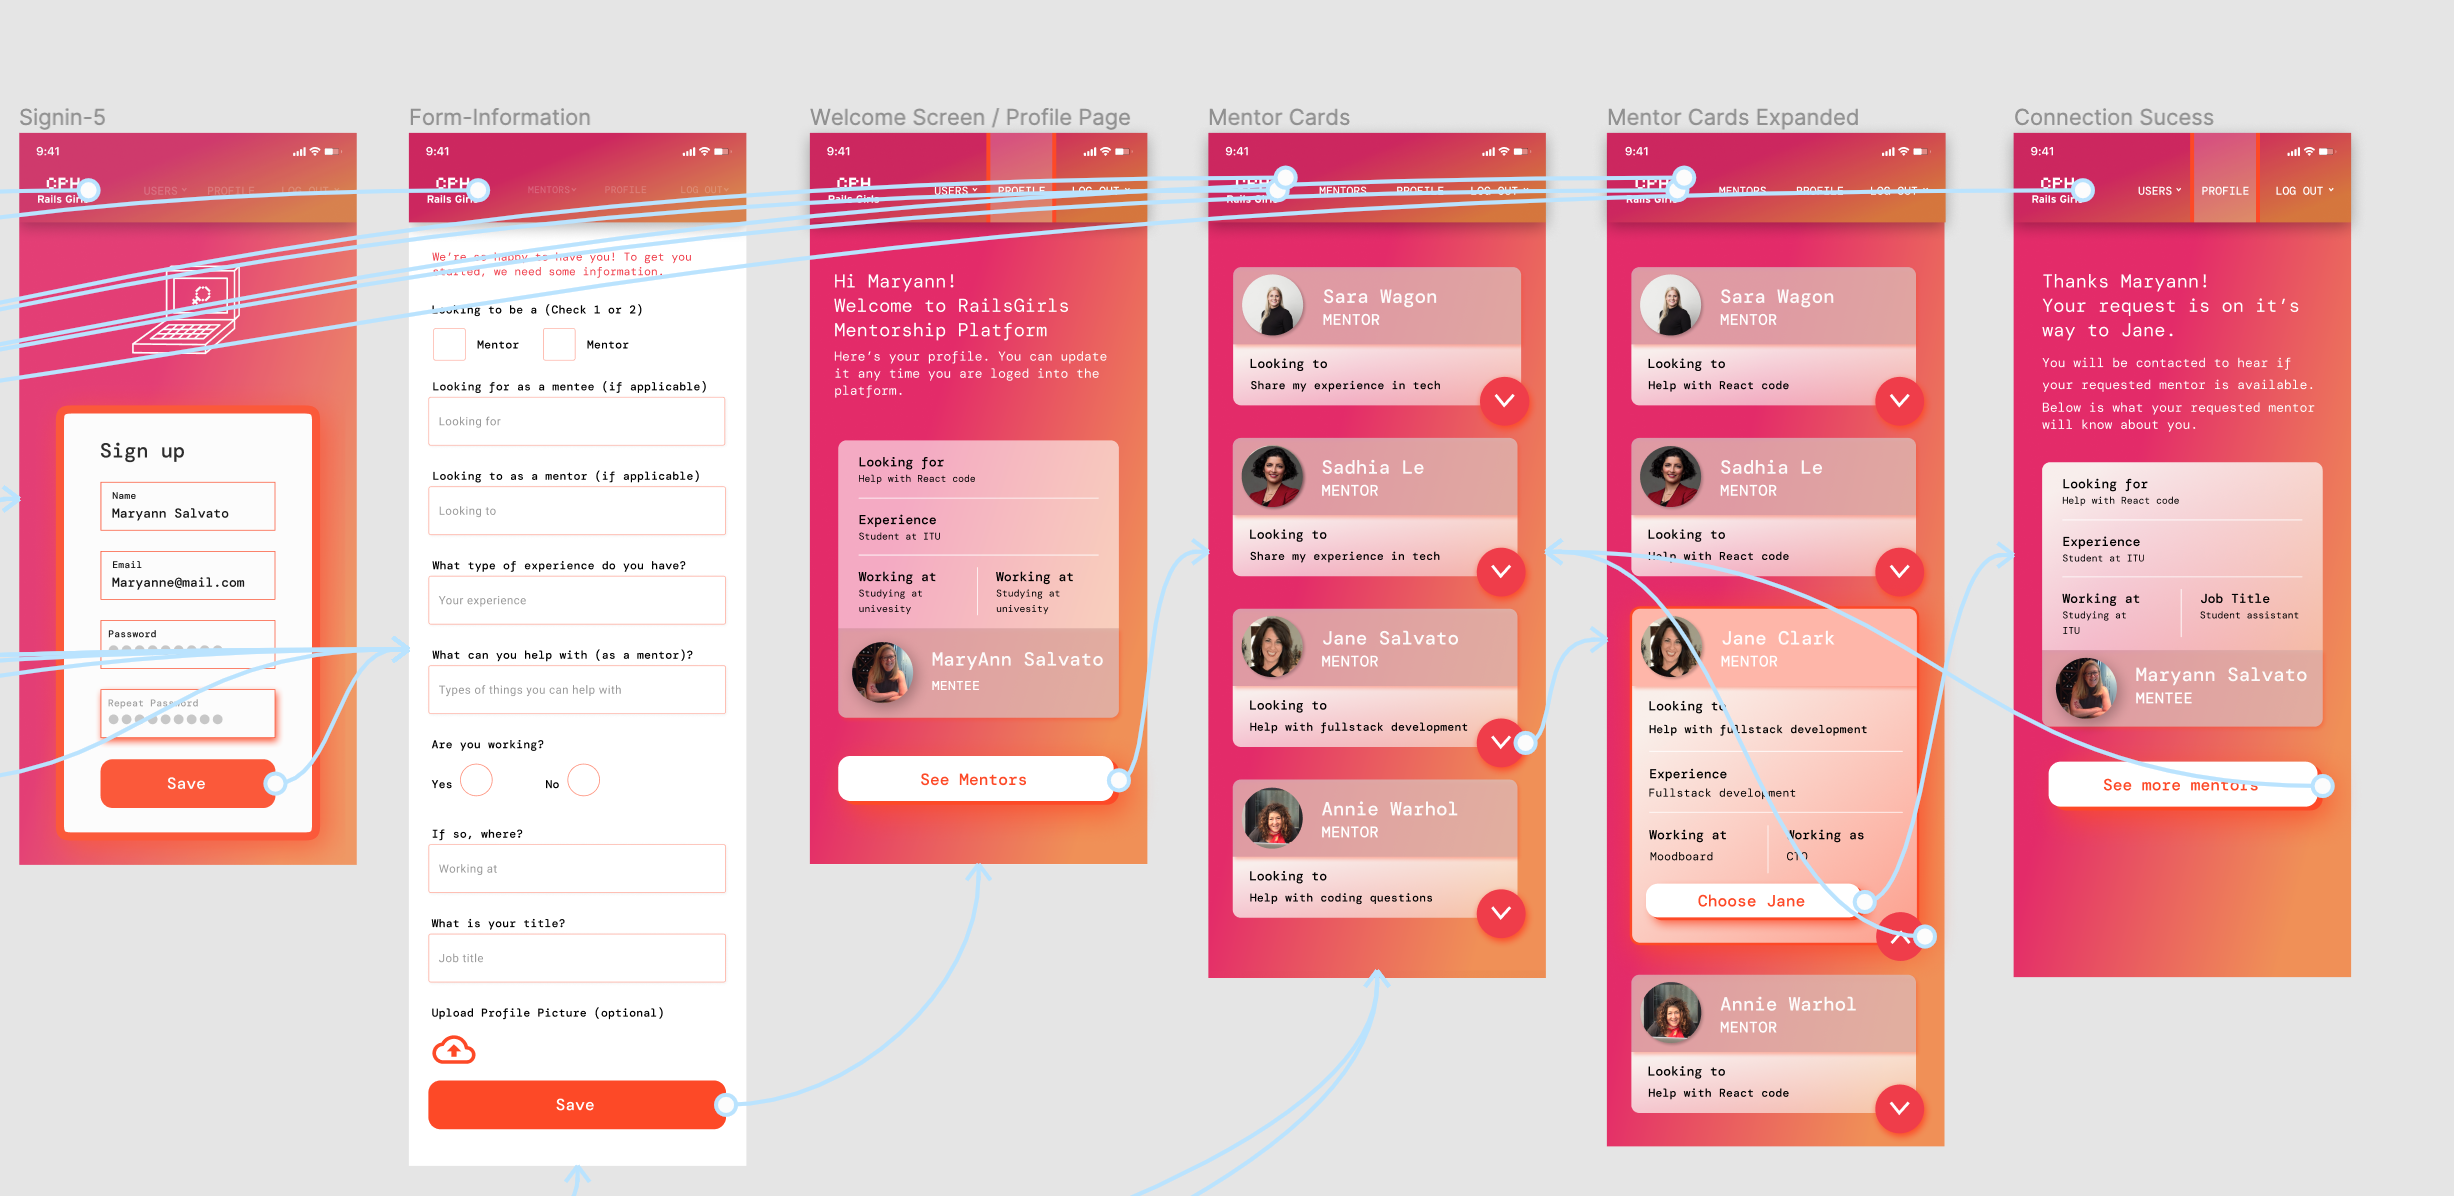 Signin-5
9:41
CPH
Rails Girls
USERS
PROFILE
LOG OUT
Sign up
Name
Maryann Salvato
Email
Maryanne@mail.com
Password
Repeat Password
Save
Form-Information
9:41
CPH
Rails Girls
MENTORS
PROFILE
LOG OUT
We're so happy to have you! To get you
started, we need some information.
Looking to be a (Check 1 or 2)
Mentor
Mentor
Looking for as a mentee (if applicable)
Looking for
Looking to as a mentor (if applicable)
Looking to
What type of experience do you have?
Your experience
What can you help with (as a mentor)?
Types of things you can help with
Are you working?
Yes
No
If so, where?
Working at
What is your title?
Job title
Upload Profile Picture (optional)
Save
Welcome Screen / Profile Page
9:41
CPH
Rails Girls
USERS
PROFILE
LOG OUT
Hi Maryann!
Welcome to RailsGirls
Mentorship Platform
Here's your profile. You can update
it any time you are loged into the
platform.
Looking for
Help with React code
Experience
Student at ITU
Working at
Studying at
univesity
Working at
Studying at
univesity
MaryAnn Salvato
MENTEE
See Mentors
Mentor Cards
9:41
CPH
Rails Girls
MENTORS
PROFILE
LOG OUT
Sara Wagon
MENTOR
Looking to
Share my experience in tech
Sadhia Le
MENTOR
Looking to
Share my experience in tech
Jane Salvato
MENTOR
Looking to
Help with fullstack development
Annie Warhol
MENTOR
Looking to
Help with coding questions
Mentor Cards Expanded
9:41
CPH
Rails Girls
MENTORS
PROFILE
LOG OUT
Sara Wagon
MENTOR
Looking to
Help with React code
Sadhia Le
MENTOR
Looking to
Help with React code
Jane Clark
MENTOR
Looking to
Help with fullstack development
Experience
Fullstack development
Working at
Moodboard
Working as
CTO
Choose Jane
Annie Warhol
MENTOR
Looking to
Help with React code
Connection Sucess
9:41
CPH
Rails Girls
USERS
PROFILE
LOG OUT
Thanks Maryann!
Your request is on it's
way to Jane.
You will be contacted to hear if
your requested mentor is available.
Below is what your requested mentor
will know about you.
Looking for
Help with React code
Experience
Student at ITU
Working at
Studying at
ITU
Job Title
Student assistant
Maryann Salvato
MENTEE
See more mentors